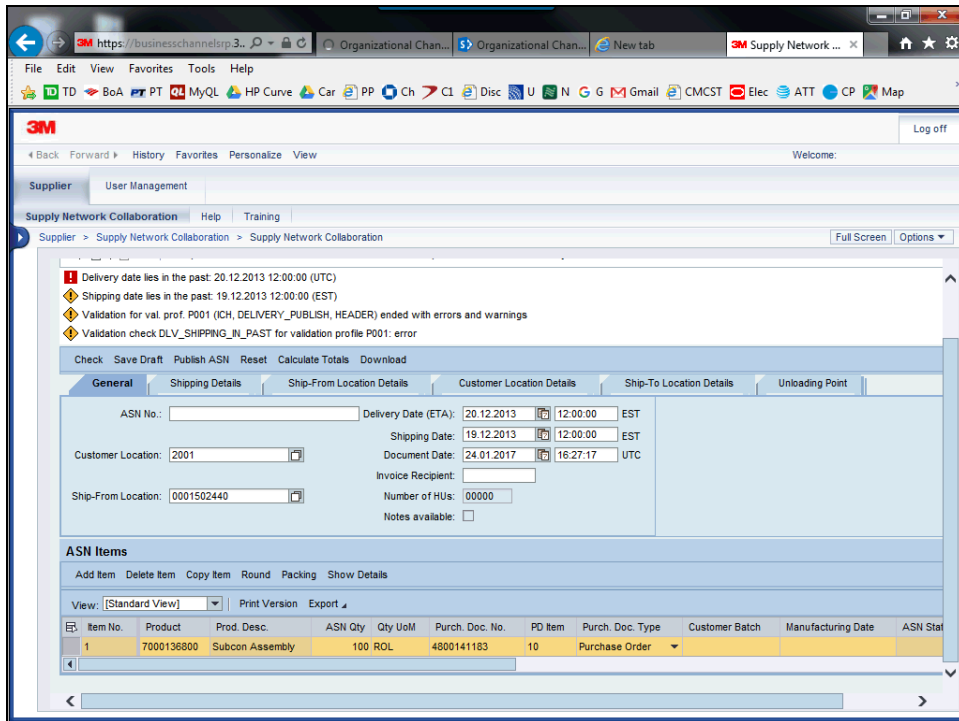 3M https://businesschannelsrp.3.. Organizational Chan... Organizational Chan... New tab 3M Supply Network ...
File Edit View Favorites Tools Help
TD BoA PT PT QL MyQL HP Curve Car PP Ch C1 Disc U N G G Gmail CMCST Elec ATT CP Map
3M Log off
Back Forward History Favorites Personalize View Welcome:
Supplier User Management
Supply Network Collaboration Help Training
Supplier > Supply Network Collaboration > Supply Network Collaboration Full Screen Options
Delivery date lies in the past: 20.12.2013 12:00:00 (UTC)
Shipping date lies in the past: 19.12.2013 12:00:00 (EST)
Validation for val. prof. P001 (ICH, DELIVERY_PUBLISH, HEADER) ended with errors and warnings
Validation check DLV_SHIPPING_IN_PAST for validation profile P001: error
Check Save Draft Publish ASN Reset Calculate Totals Download
General Shipping Details Ship-From Location Details Customer Location Details Ship-To Location Details Unloading Point
ASN No.: Delivery Date (ETA): 20.12.2013 12:00:00 EST
Shipping Date: 19.12.2013 12:00:00 EST
Customer Location: 2001 Document Date: 24.01.2017 16:27:17 UTC
Invoice Recipient:
Ship-From Location: 0001502440 Number of HUs: 00000
Notes available:
ASN Items
Add Item Delete Item Copy Item Round Packing Show Details
View: [Standard View] Print Version Export
Item No. Product Prod. Desc. ASN Qty Qty UoM Purch. Doc. No. PD Item Purch. Doc. Type Customer Batch Manufacturing Date ASN Stat
1 7000136800 Subcon Assembly 100 ROL 4800141183 10 Purchase Order